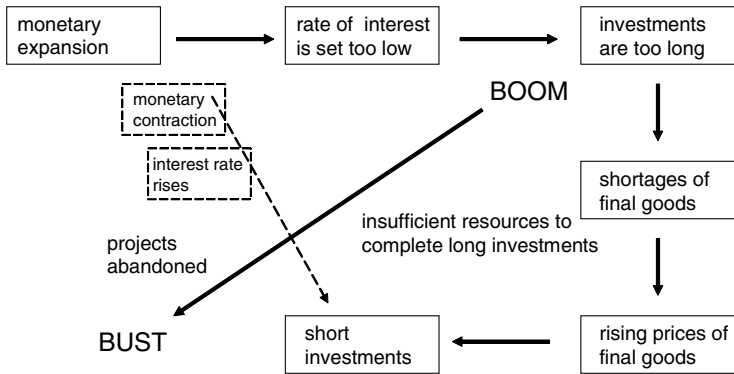 monetary
expansion
rate of interest
is set too low
investments
are too long
BOOM
monetary
contraction
interest rate
rises
shortages of
final goods
insufficient resources to
complete long investments
projects
abandoned
BUST
short
investments
rising prices of
final goods